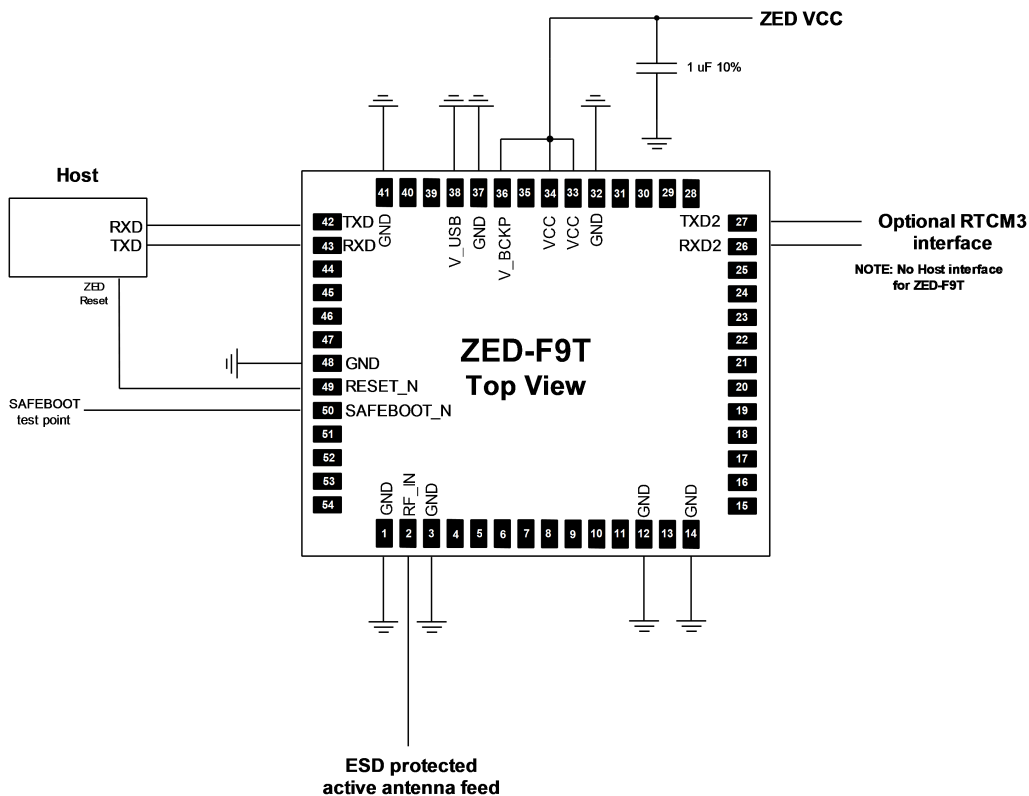 ZED VCC
1 uF 10%
Host
RXD
TXD
ZED
Reset
41 40 39 38 37 36 35 34 33 32 31 30 29 28
GND
V_USB
GND
V_BCKP
VCC
VCC
GND
42 TXD
43 RXD
44
45
46
47
48 GND
49 RESET_N
50 SAFEBOOT_N
51
52
53
54
SAFEBOOT
test point
ZED-F9T
Top View
TXD2 27
RXD2 26
25
24
23
22
21
20
19
18
17
16
15
Optional RTCM3
interface
NOTE: No Host interface
for ZED-F9T
GND
RF_IN
GND
GND
GND
1 2 3 4 5 6 7 8 9 10 11 12 13 14
ESD protected
active antenna feed